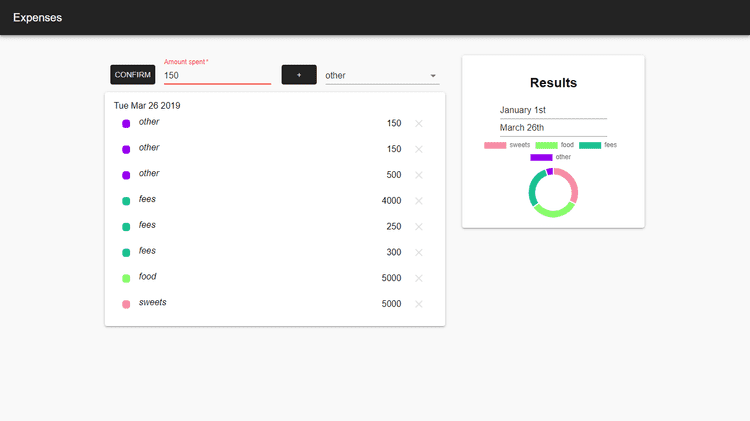 Expenses
Amount spent*
CONFIRM 150 + other
Tue Mar 26 2019
other 150 ×
other 150 ×
other 500 ×
fees 4000 ×
fees 250 ×
fees 300 ×
food 5000 ×
sweets 5000 ×
Results
January 1st
March 26th
sweets food fees
other